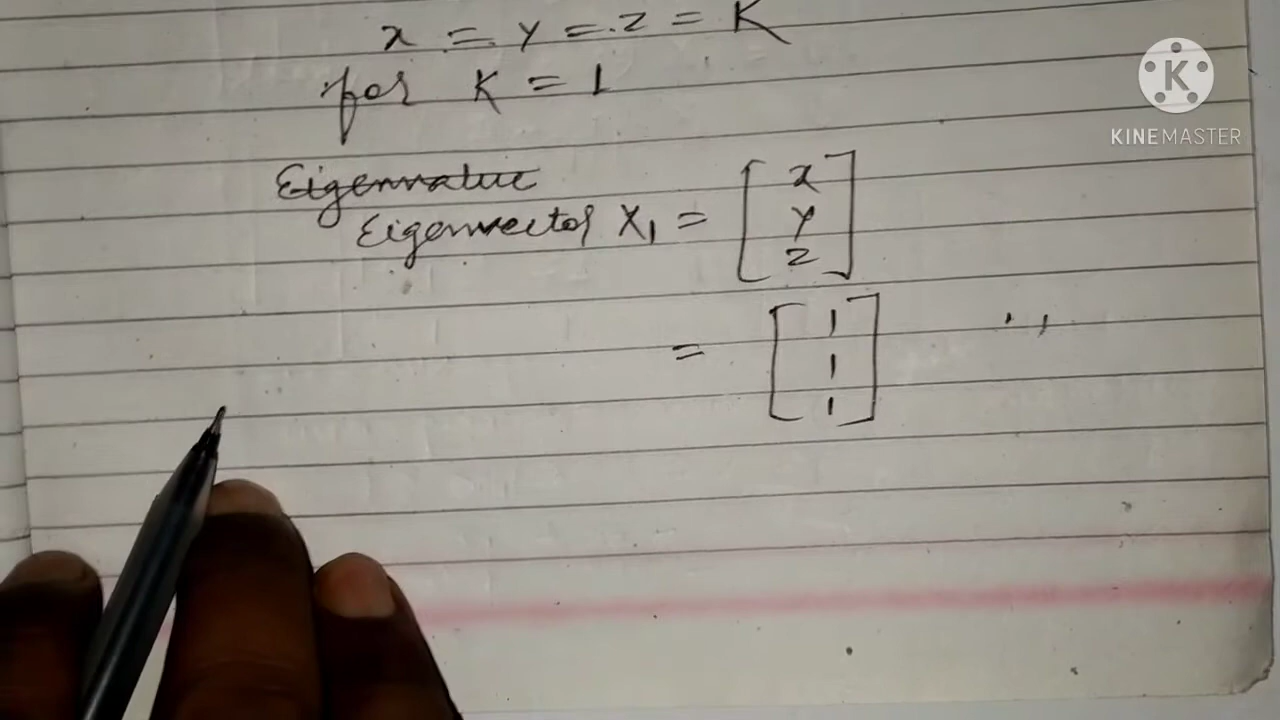 x = y = z = K
for K = 1
K
KINEMASTER
Eigenvalue
Eigenvector X₁ = [ x y z ]
= [ 1 1 1 ]